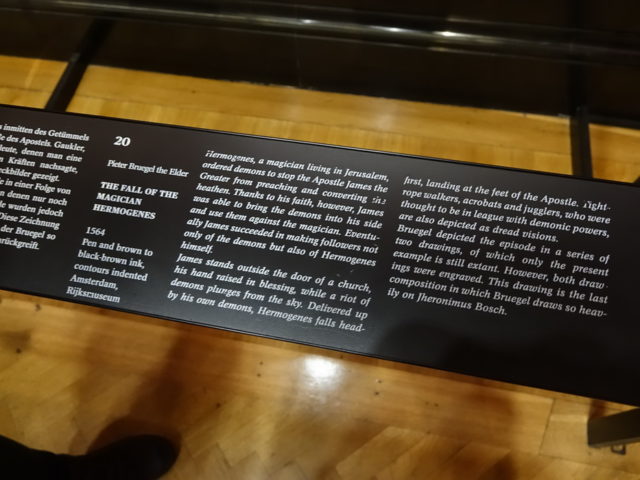 s inmitten des Getümmels
ße des Apostels. Gaukler,
leute, denen man eine
en Kräften nachsagte,
eckbilder gezeigt.
e in einer Folge von
n denen nur noch
de wurden jedoch
Diese Zeichnung
der Bruegel so
zurückgreift.
20
Pieter Bruegel the Elder
THE FALL OF THE
MAGICIAN
HERMOGENES
1564
Pen and brown to
black-brown ink,
contours indented
Amsterdam,
Rijksmuseum
Hermogenes, a magician living in Jerusalem,
ordered demons to stop the Apostle James the
Greater from preaching and converting the
heathen. Thanks to his faith, however, James
was able to bring the demons into his side
and use them against the magician. Eventu-
ally James succeeded in making followers not
only of the demons but also of Hermogenes
himself.
James stands outside the door of a church,
his hand raised in blessing, while a riot of
demons plunges from the sky. Delivered up
by his own demons, Hermogenes falls head-
first, landing at the feet of the Apostle. Tight-
rope walkers, acrobats and jugglers, who were
thought to be in league with demonic powers,
are also depicted as dread visions.
Bruegel depicted the episode in a series of
two drawings, of which only the present
example is still extant. However, both draw-
ings were engraved. This drawing is the last
composition in which Bruegel draws so heav-
ily on Jheronimus Bosch.